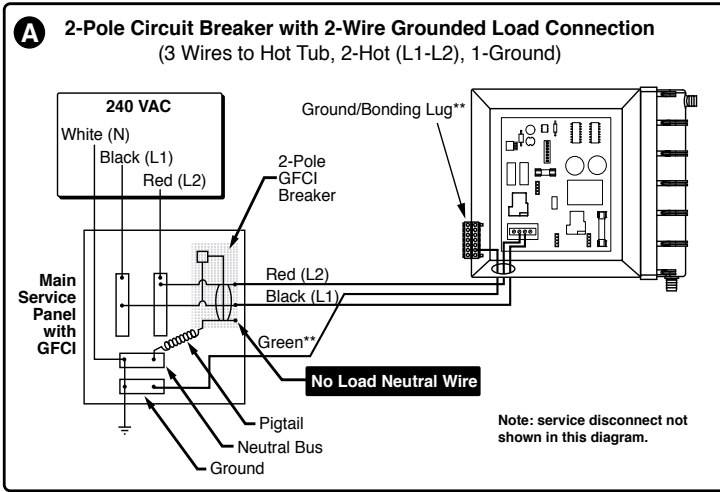 A
2-Pole Circuit Breaker with 2-Wire Grounded Load Connection
(3 Wires to Hot Tub, 2-Hot (L1-L2), 1-Ground)
240 VAC
White (N)
Black (L1)
Red (L2)
Ground/Bonding Lug**
2-Pole
GFCI
Breaker
Main
Service
Panel
with
GFCI
Red (L2)
Black (L1)
Green**
No Load Neutral Wire
Pigtail
Neutral Bus
Ground
Note: service disconnect not
shown in this diagram.